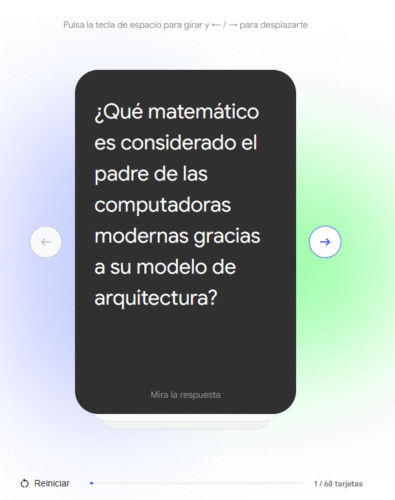 Pulsa la tecla de espacio para girar y ← / → para desplazarte
¿Qué matemático
es considerado el
padre de las
computadoras
modernas gracias
a su modelo de
arquitectura?
Mira la respuesta
Reiniciar
1 / 68 tarjetas